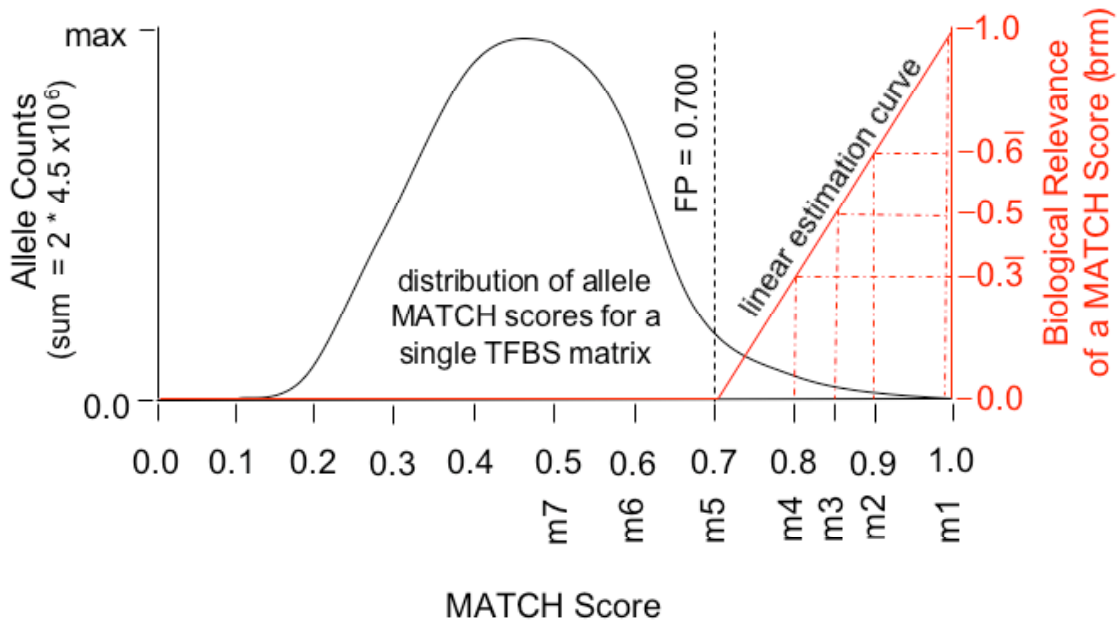 max
0.0
Allele Counts
(sum = 2 * 4.5 x10⁶)
distribution of allele
MATCH scores for a
single TFBS matrix
FP = 0.700
linear estimation curve
–1.0
–0.6̅
–0.5
–0.3̅
–0.0
Biological Relevance
of a MATCH Score (brm)
0.0 0.1 0.2 0.3 0.4 0.5 0.6 0.7 0.8 0.9 1.0
m7 m6 m5 m4 m3 m2 m1
MATCH Score